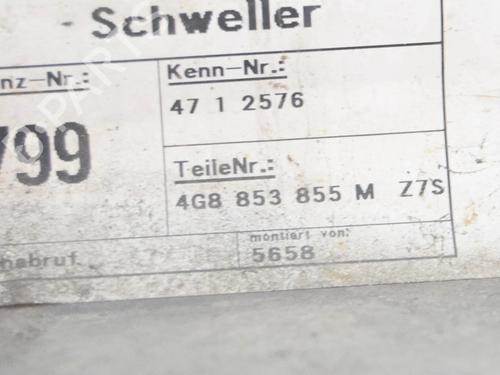 - Schweller
nz-Nr.:
Kenn-Nr.:
799
47 1 2576
TeileNr.:
4G8 853 855 M Z7S
abruf.
montiert von:
5658